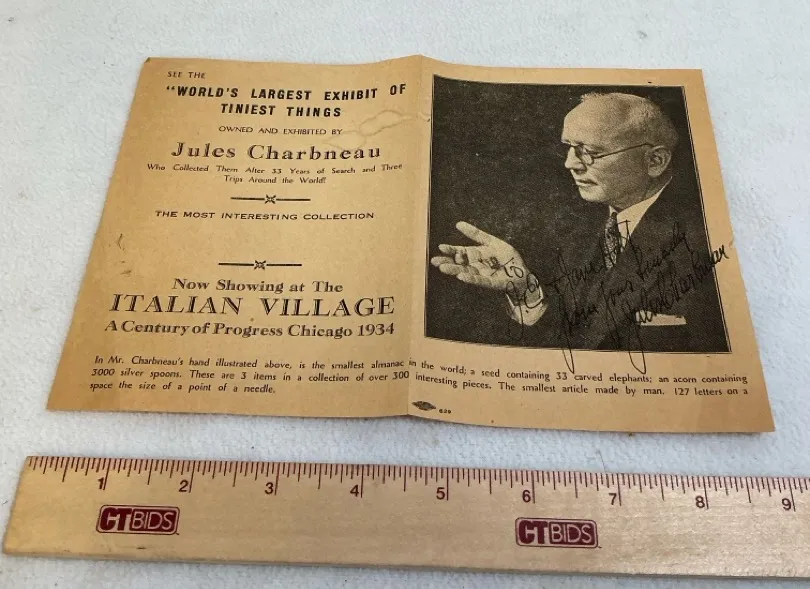 SEE THE
"WORLD'S LARGEST EXHIBIT OF
TINIEST THINGS
OWNED AND EXHIBITED BY
Jules Charbneau
Who Collected Them After 33 Years of Search and Three
Trips Around the World!!
THE MOST INTERESTING COLLECTION
Now Showing at The
ITALIAN VILLAGE
A Century of Progress Chicago 1934
To
Jules Charbneau
In Mr. Charbneau's hand illustrated above, is the smallest almanac in the world; a seed containing 33 carved elephants; an acorn containing
3000 silver spoons. These are 3 items in a collection of over 300 interesting pieces. The smallest article made by man. 127 letters on a
space the size of a point of a needle.
1 2 3 4 5 6 7 8 9
CTBIDS CTBIDS